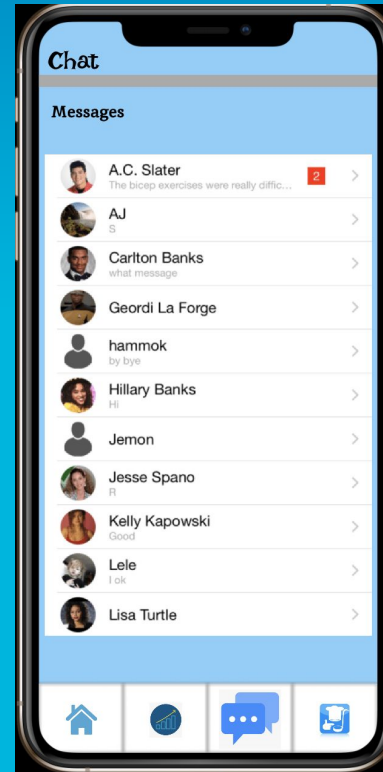 Chat
Messages
A.C. Slater
The bicep exercises were really diffic...
2
AJ
S
Carlton Banks
what message
Geordi La Forge
hammok
by bye
Hillary Banks
Hi
Jemon
Jesse Spano
R
Kelly Kapowski
Good
Lele
I ok
Lisa Turtle